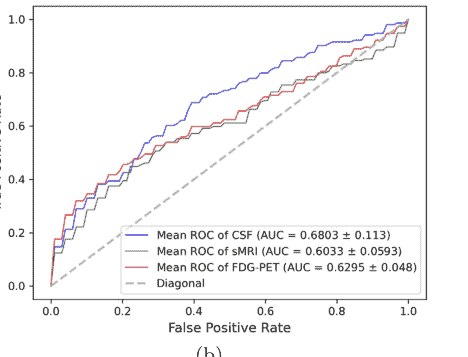 1.0
0.8
0.6
0.4
0.2
0.0
Mean ROC of CSF (AUC = 0.6803 ± 0.113)
Mean ROC of sMRI (AUC = 0.6033 ± 0.0593)
Mean ROC of FDG-PET (AUC = 0.6295 ± 0.048)
Diagonal
0.0 0.2 0.4 0.6 0.8 1.0
False Positive Rate
(b)